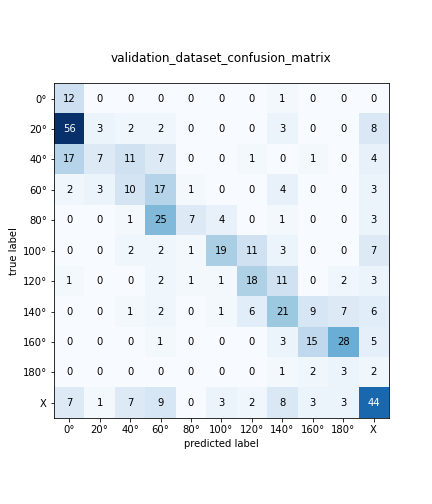 validation_dataset_confusion_matrix
0° 12 0 0 0 0 0 0 1 0 0 0
20° 56 3 2 2 0 0 0 3 0 0 8
40° 17 7 11 7 0 0 1 0 1 0 4
60° 2 3 10 17 1 0 0 4 0 0 3
80° 0 0 1 25 7 4 0 1 0 0 3
100° 0 0 2 2 1 19 11 3 0 0 7
120° 1 0 0 2 1 1 18 11 0 2 3
140° 0 0 1 2 0 1 6 21 9 7 6
160° 0 0 0 1 0 0 0 3 15 28 5
180° 0 0 0 0 0 0 0 1 2 3 2
X 7 1 7 9 0 3 2 8 3 3 44
0° 20° 40° 60° 80° 100° 120° 140° 160° 180° X
true label
predicted label